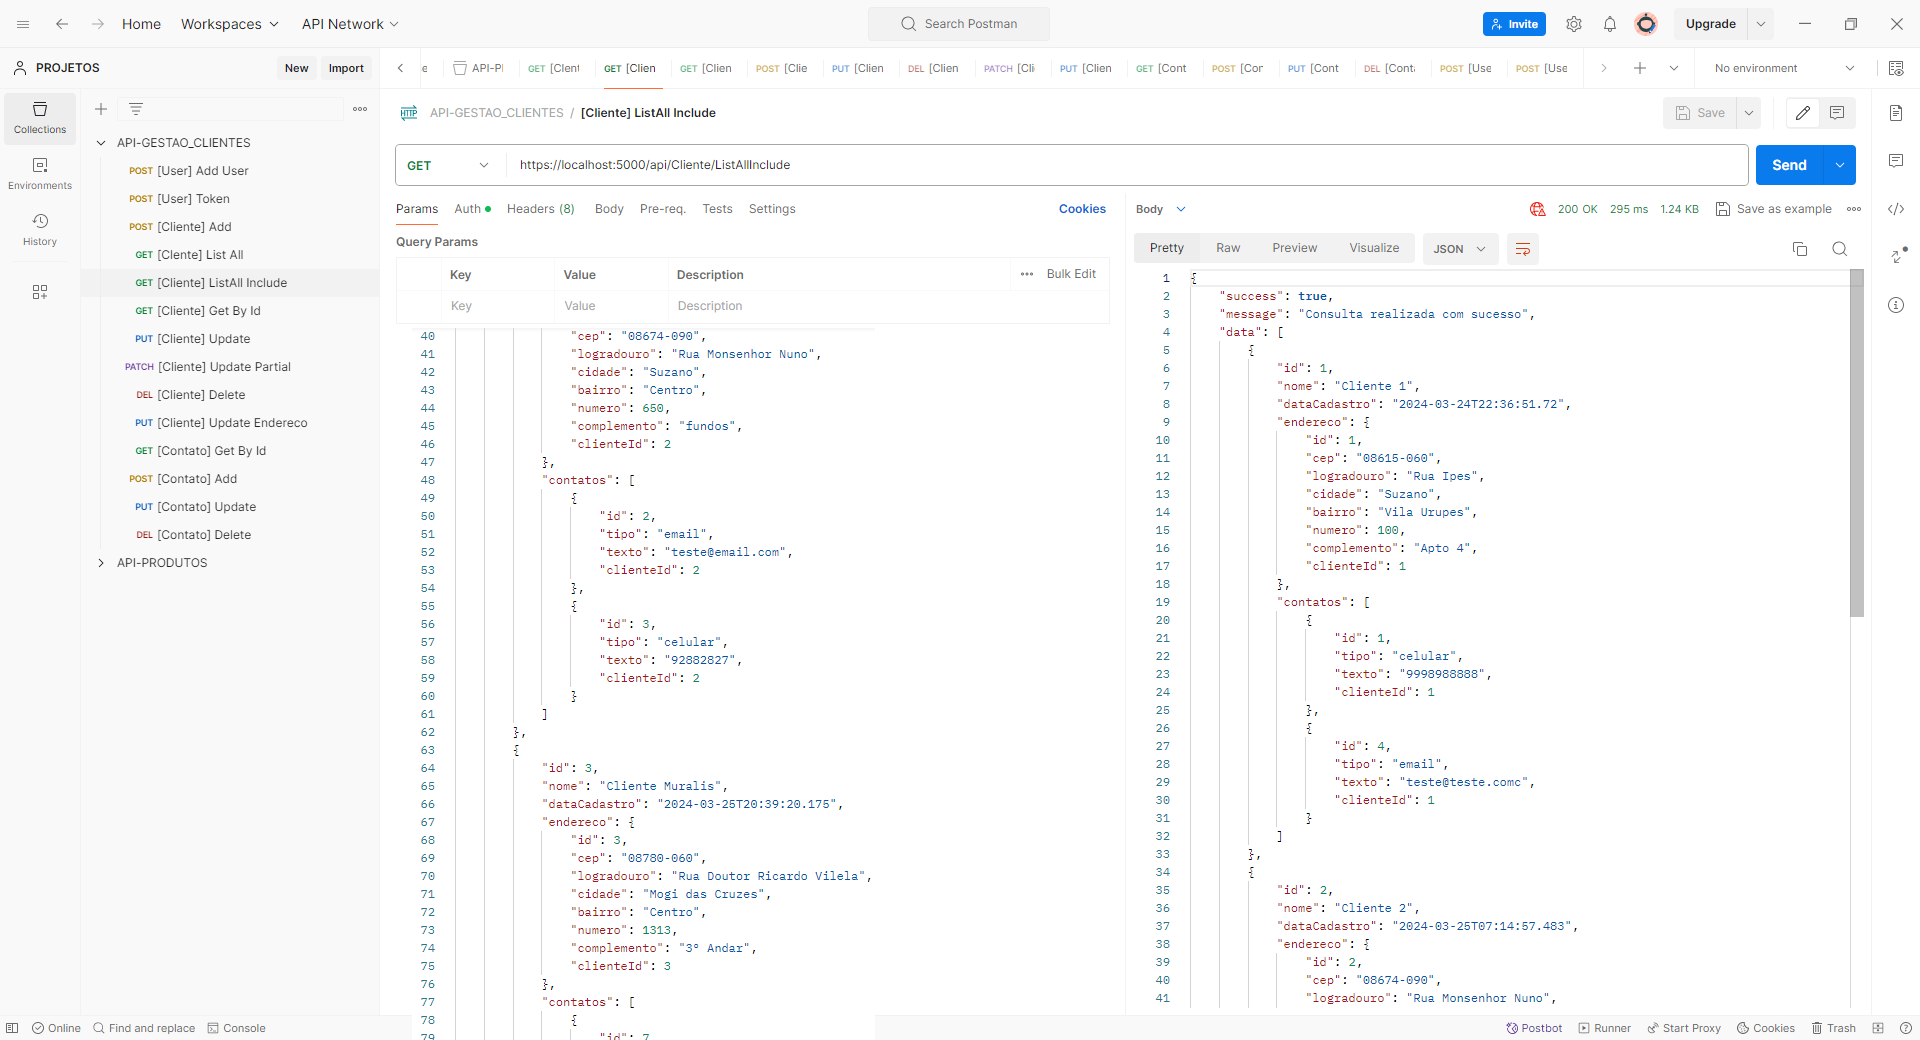 Home Workspaces API Network Search Postman Invite Upgrade
PROJETOS New Import
API-GESTAO_CLIENTES
POST [User] Add User
POST [User] Token
POST [Cliente] Add
GET [Clente] List All
GET [Cliente] ListAll Include
GET [Cliente] Get By Id
PUT [Cliente] Update
PATCH [Cliente] Update Partial
DEL [Cliente] Delete
PUT [Cliente] Update Endereco
GET [Contato] Get By Id
POST [Contato] Add
PUT [Contato] Update
DEL [Contato] Delete
API-PRODUTOS
Collections
Environments
History
e API-P GET [Clent GET [Clien GET [Clien POST [Clie PUT [Clien DEL [Clien PATCH [Cli PUT [Clien GET [Cont POST [Cor PUT [Cont DEL [Cont POST [Use POST [Use No environment
HTTP API-GESTAO_CLIENTES / [Cliente] ListAll Include Save
GET https://localhost:5000/api/Cliente/ListAllInclude Send
Params Auth Headers (8) Body Pre-req. Tests Settings Cookies
Query Params
Key Value Description Bulk Edit
Key Value Description
40 "cep": "08674-090",
41 "logradouro": "Rua Monsenhor Nuno",
42 "cidade": "Suzano",
43 "bairro": "Centro",
44 "numero": 650,
45 "complemento": "fundos",
46 "clienteId": 2
47 },
48 "contatos": [
49 {
50 "id": 2,
51 "tipo": "email",
52 "texto": "teste@email.com",
53 "clienteId": 2
54 },
55 {
56 "id": 3,
57 "tipo": "celular",
58 "texto": "92882827",
59 "clienteId": 2
60 }
61 ]
62 },
63 {
64 "id": 3,
65 "nome": "Cliente Muralis",
66 "dataCadastro": "2024-03-25T20:39:20.175",
67 "endereco": {
68 "id": 3,
69 "cep": "08780-060",
70 "logradouro": "Rua Doutor Ricardo Vilela",
71 "cidade": "Mogi das Cruzes",
72 "bairro": "Centro",
73 "numero": 1313,
74 "complemento": "3º Andar",
75 "clienteId": 3
76 },
77 "contatos": [
78 {
79 "id": 7
Body 200 OK 295 ms 1.24 KB Save as example
Pretty Raw Preview Visualize JSON
1 {
2 "success": true,
3 "message": "Consulta realizada com sucesso",
4 "data": [
5 {
6 "id": 1,
7 "nome": "Cliente 1",
8 "dataCadastro": "2024-03-24T22:36:51.72",
9 "endereco": {
10 "id": 1,
11 "cep": "08615-060",
12 "logradouro": "Rua Ipes",
13 "cidade": "Suzano",
14 "bairro": "Vila Urupes",
15 "numero": 100,
16 "complemento": "Apto 4",
17 "clienteId": 1
18 },
19 "contatos": [
20 {
21 "id": 1,
22 "tipo": "celular",
23 "texto": "9998988888",
24 "clienteId": 1
25 },
26 {
27 "id": 4,
28 "tipo": "email",
29 "texto": "teste@teste.comc",
30 "clienteId": 1
31 }
32 ]
33 },
34 {
35 "id": 2,
36 "nome": "Cliente 2",
37 "dataCadastro": "2024-03-25T07:14:57.483",
38 "endereco": {
39 "id": 2,
40 "cep": "08674-090",
41 "logradouro": "Rua Monsenhor Nuno",
Online Find and replace Console Postbot Runner Start Proxy Cookies Trash